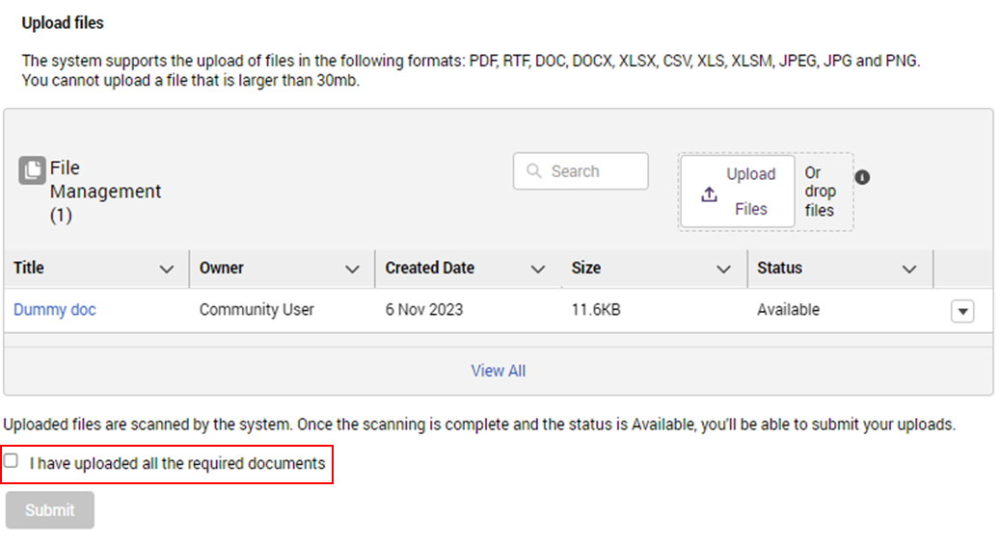 Upload files
The system supports the upload of files in the following formats: PDF, RTF, DOC, DOCX, XLSX, CSV, XLS, XLSM, JPEG, JPG and PNG.
You cannot upload a file that is larger than 30mb.
File
Management
(1)
Search
Upload
Files
Or
drop
files
Title Owner Created Date Size Status
Dummy doc Community User 6 Nov 2023 11.6KB Available
View All
Uploaded files are scanned by the system. Once the scanning is complete and the status is Available, you'll be able to submit your uploads.
I have uploaded all the required documents
Submit